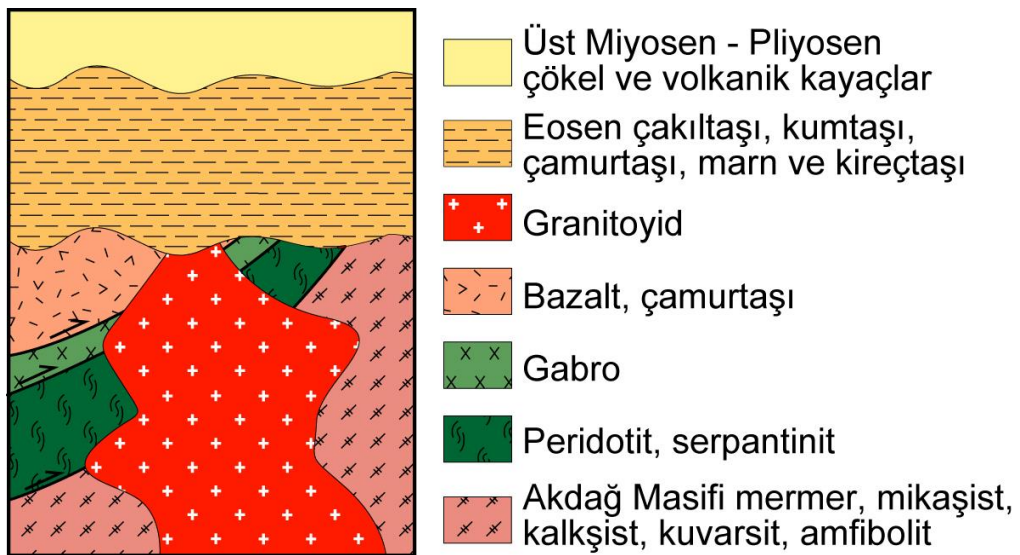 Üst Miyosen - Pliyosen
çökel ve volkanik kayaçlar
Eosen çakıltaşı, kumtaşı,
çamurtaşı, marn ve kireçtaşı
Granitoyid
Bazalt, çamurtaşı
Gabro
Peridotit, serpantinit
Akdağ Masifi mermer, mikaşist,
kalkşist, kuvarsit, amfibolit